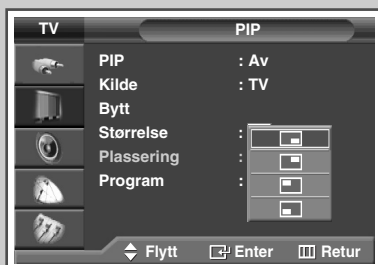 TV PIP
PIP : Av
Kilde : TV
Bytt
Størrelse :
Plassering :
Program :
Flytt Enter Retur